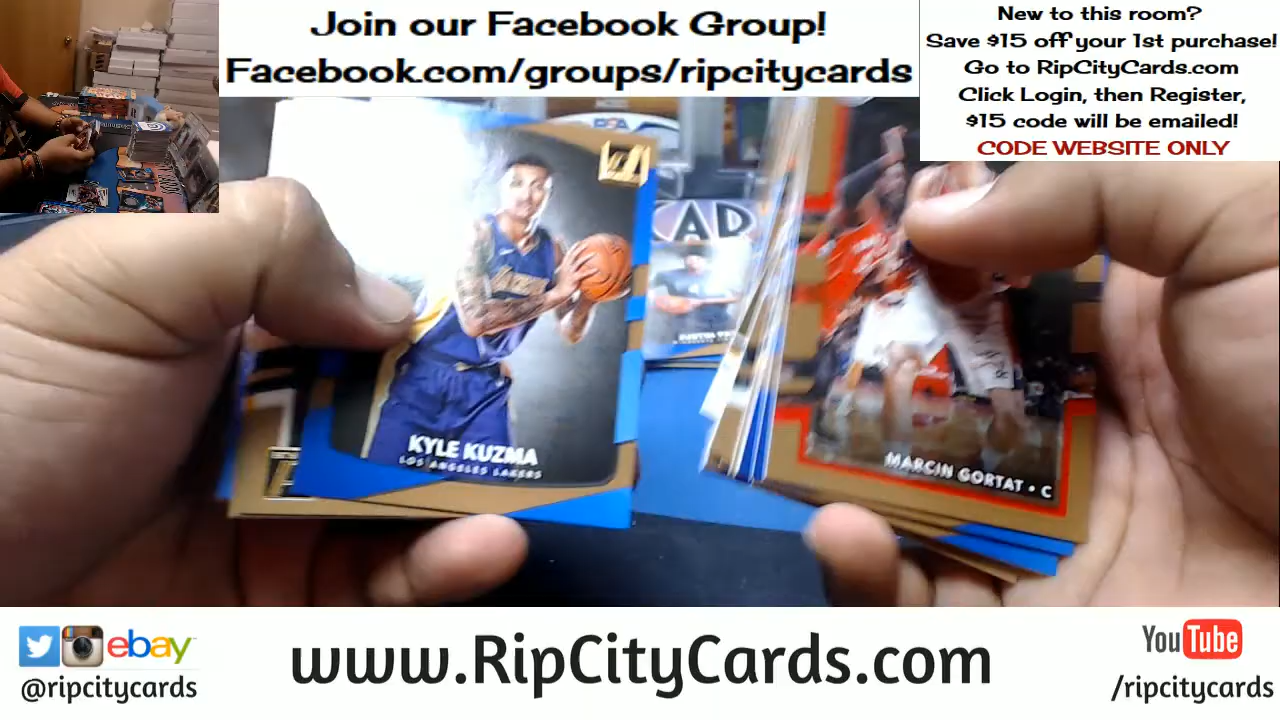 Join our Facebook Group!
Facebook.com/groups/ripcitycards
New to this room?
Save $15 off your 1st purchase!
Go to RipCityCards.com
Click Login, then Register,
$15 code will be emailed!
CODE WEBSITE ONLY
PSA
KYLE KUZMA
LOS ANGELES LAKERS
MARCIN GORTAT • C
ebay
@ripcitycards
www.RipCityCards.com
YouTube
/ripcitycards